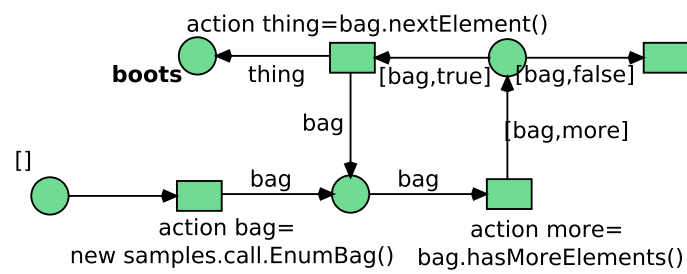 action thing=bag.nextElement()
boots
thing
[bag,true]
[bag,false]
bag
[bag,more]
[]
bag
bag
action bag=
new samples.call.EnumBag()
action more=
bag.hasMoreElements()